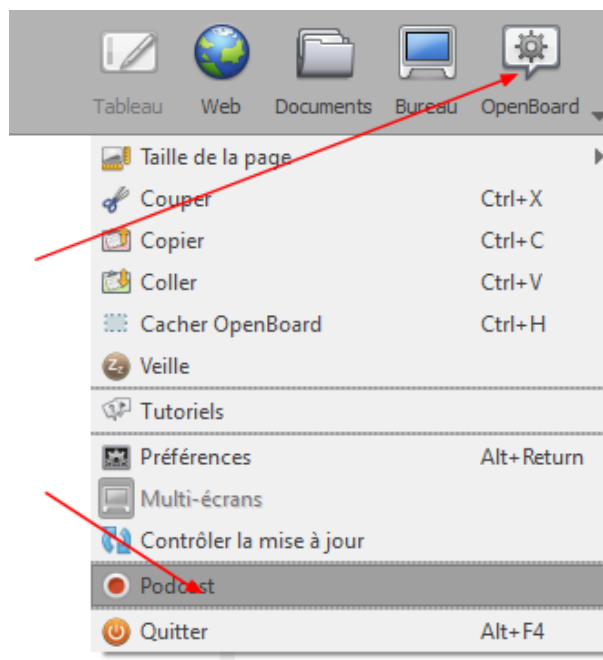 Tableau Web Documents Bureau OpenBoard
Taille de la page
Couper Ctrl+X
Copier Ctrl+C
Coller Ctrl+V
Cacher OpenBoard Ctrl+H
Zz Veille
Tutoriels
Préférences Alt+Return
Multi-écrans
Contrôler la mise à jour
Podcast
Quitter Alt+F4